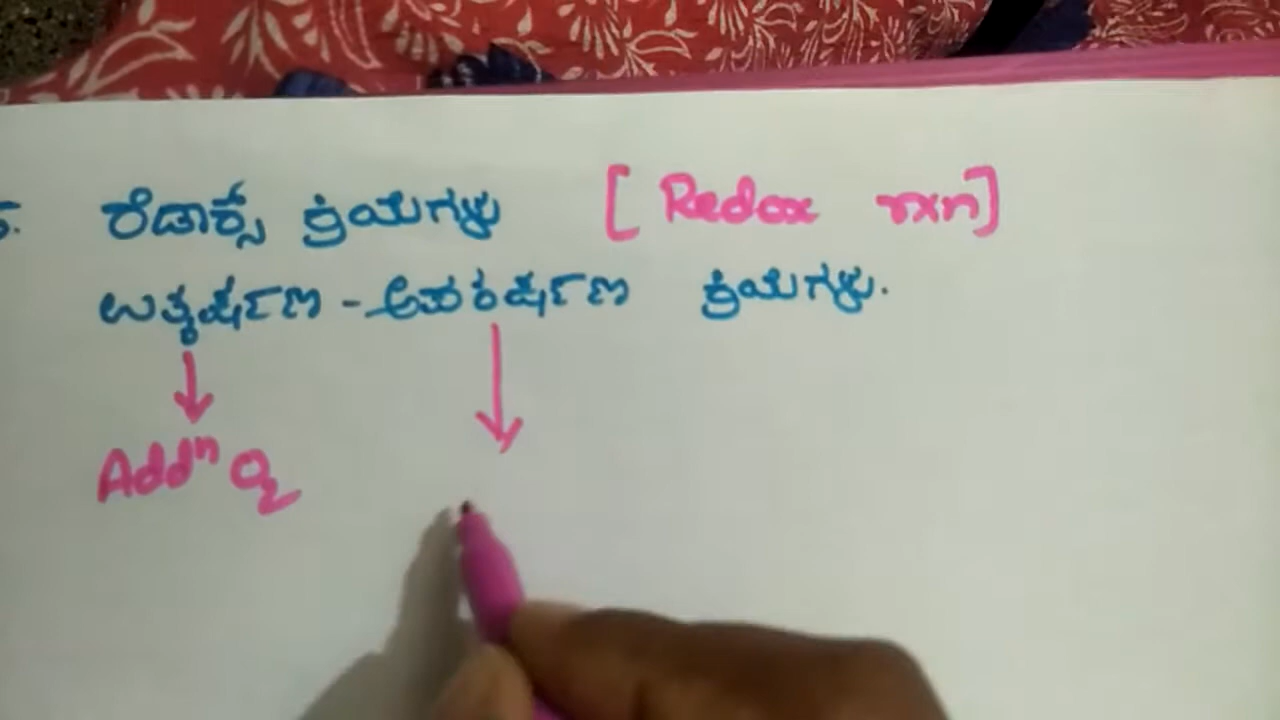 ರೆಡಾಕ್ಸ್ ಕ್ರಿಯೆಗಳು [ Redox rxn]
ಉತ್ಕರ್ಷಣ - ಅಪಕರ್ಷಣ ಕ್ರಿಯೆಗಳು.
Addⁿ O₂